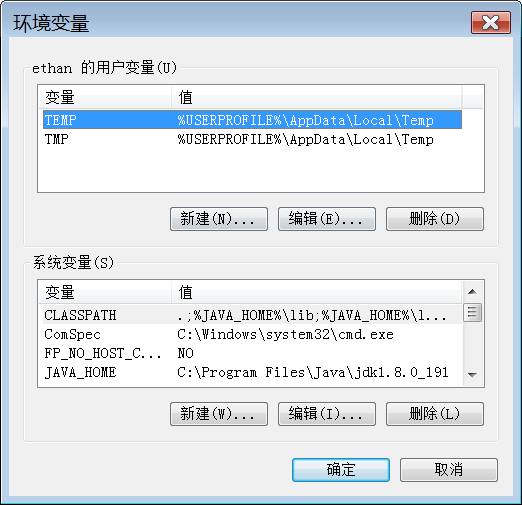 环境变量
ethan 的用户变量(U)
变量 值
TEMP %USERPROFILE%\AppData\Local\Temp
TMP %USERPROFILE%\AppData\Local\Temp
新建(N)... 编辑(E)... 删除(D)
系统变量(S)
变量 值
CLASSPATH .;%JAVA_HOME%\lib;%JAVA_HOME%\l...
ComSpec C:\Windows\system32\cmd.exe
FP_NO_HOST_C... NO
JAVA_HOME C:\Program Files\Java\jdk1.8.0_191
新建(W)... 编辑(I)... 删除(L)
确定 取消